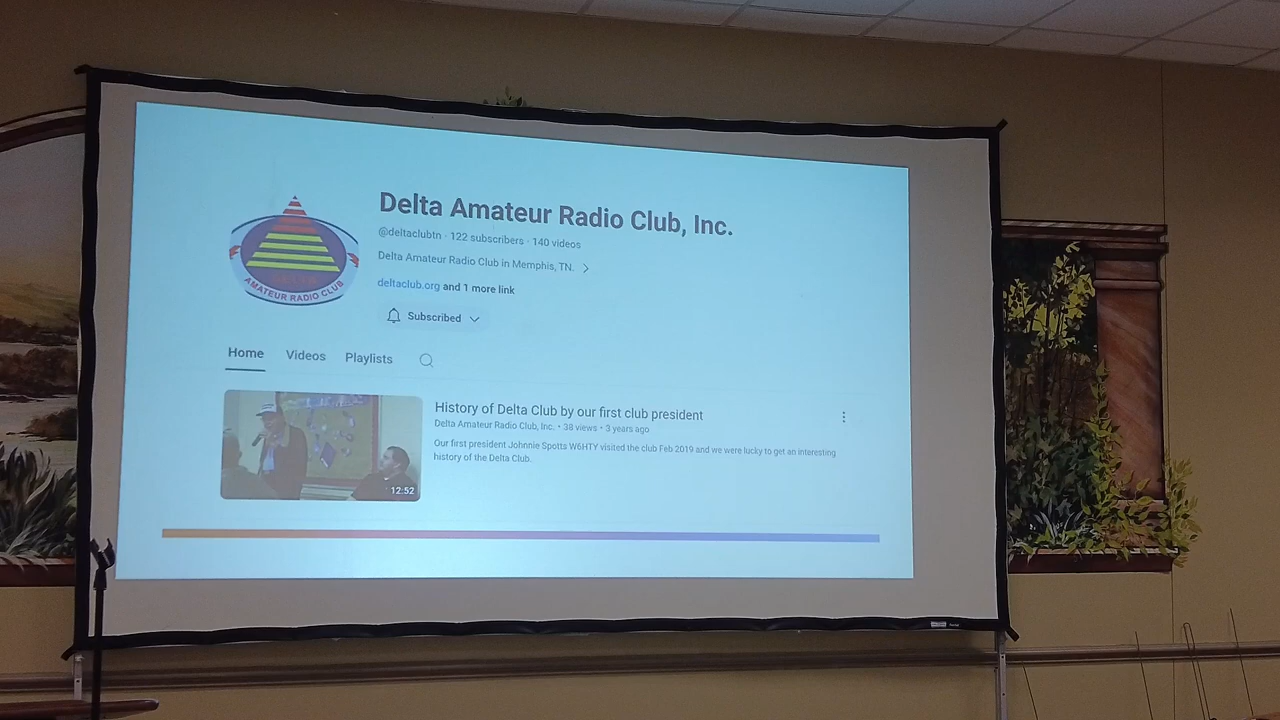 Delta Amateur Radio Club, Inc.
@deltaclubtn · 122 subscribers · 140 videos
Delta Amateur Radio Club in Memphis, TN.
deltaclub.org and 1 more link
Subscribed
AMATEUR RADIO CLUB
Home Videos Playlists
History of Delta Club by our first club president
Delta Amateur Radio Club, Inc. • 38 views • 3 years ago
Our first president Johnnie Spotts W6HTY visited the club Feb 2019 and we were lucky to get an interesting
history of the Delta Club.
12:52